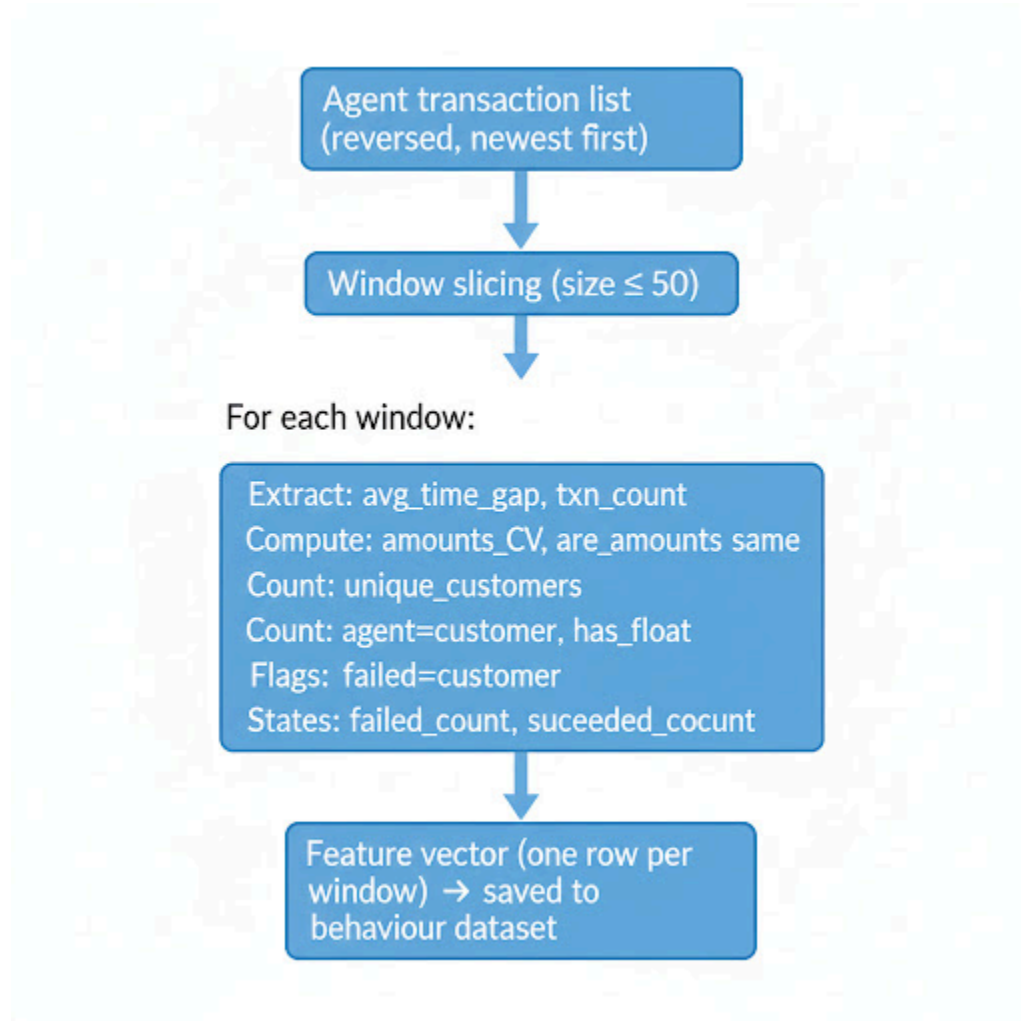 Agent transaction list
(reversed, newest first)
Window slicing (size ≤ 50)
For each window:
Extract: avg_time_gap, txn_count
Compute: amounts_CV, are_amounts same
Count: unique_customers
Count: agent=customer, has_float
Flags: failed=customer
States: failed_count, suceeded_cocunt
Feature vector (one row per
window) → saved to
behaviour dataset